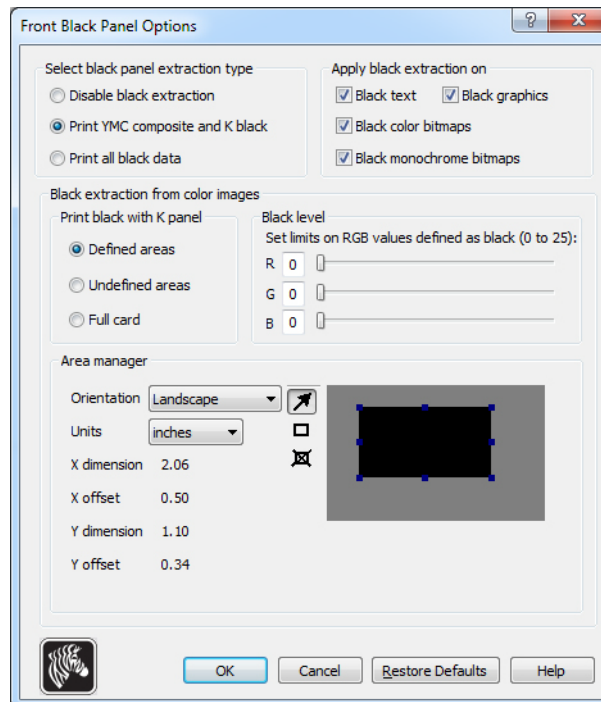 Front Black Panel Options
?
X
Select black panel extraction type
Disable black extraction
Print YMC composite and K black
Print all black data
Apply black extraction on
Black text
Black graphics
Black color bitmaps
Black monochrome bitmaps
Black extraction from color images
Print black with K panel
Defined areas
Undefined areas
Full card
Black level
Set limits on RGB values defined as black (0 to 25):
R 0
G 0
B 0
Area manager
Orientation Landscape
Units inches
X dimension 2.06
X offset 0.50
Y dimension 1.10
Y offset 0.34
OK Cancel Restore Defaults Help